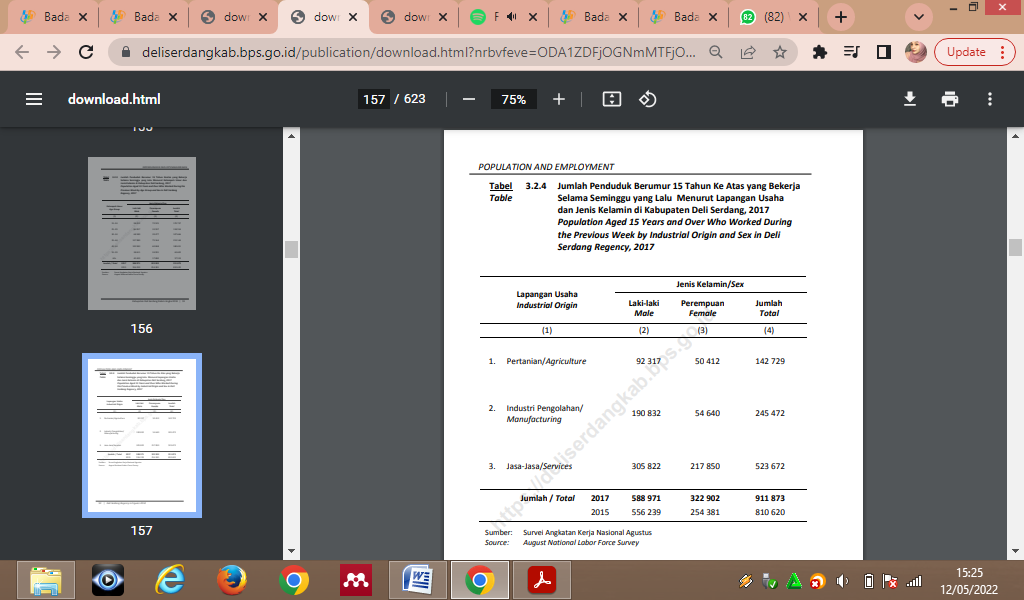 Bada
Bada
dowr
dowr
dowr
F
Bada
Bada
82
(82)
deliserdangkab.bps.go.id/publication/download.html?nrbvfeve=ODA1ZDFjOGNmMTFjO...
Update
download.html
157 / 623
75%
156
157
POPULATION AND EMPLOYMENT
Tabel 3.2.4 Jumlah Penduduk Berumur 15 Tahun Ke Atas yang Bekerja
Table Selama Seminggu yang Lalu Menurut Lapangan Usaha
dan Jenis Kelamin di Kabupaten Deli Serdang, 2017
Population Aged 15 Years and Over Who Worked During
the Previous Week by Industrial Origin and Sex in Deli
Serdang Regency, 2017
Jenis Kelamin/Sex
Lapangan Usaha
Industrial Origin
Laki-laki Perempuan Jumlah
Male Female Total
(1) (2) (3) (4)
1. Pertanian/Agriculture 92 317 50 412 142 729
2. Industri Pengolahan/
Manufacturing 190 832 54 640 245 472
3. Jasa-Jasa/Services 305 822 217 850 523 672
Jumlah / Total 2017 588 971 322 902 911 873
2015 556 239 254 381 810 620
Sumber: Survei Angkatan Kerja Nasional Agustus
Source: August National Labor Force Survey
https://deliserdangkab.bps.go.id
15:25
12/05/2022